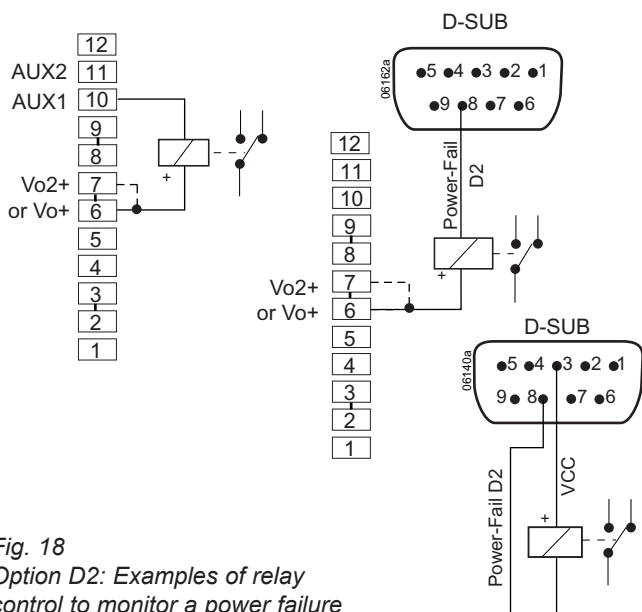 12
AUX2 11
AUX1 10
9
8
Vo2+ 7
or Vo+ 6
5
4
3
2
1
+
D-SUB
06162a
5 4 3 2 1
9 8 7 6
Power-Fail
D2
12
11
10
9
8
Vo2+ 7
or Vo+ 6
5
4
3
2
1
+
D-SUB
06140a
5 4 3 2 1
9 8 7 6
Power-Fail D2
VCC
+
Fig. 18
Option D2: Examples of relay
control to monitor a power failure